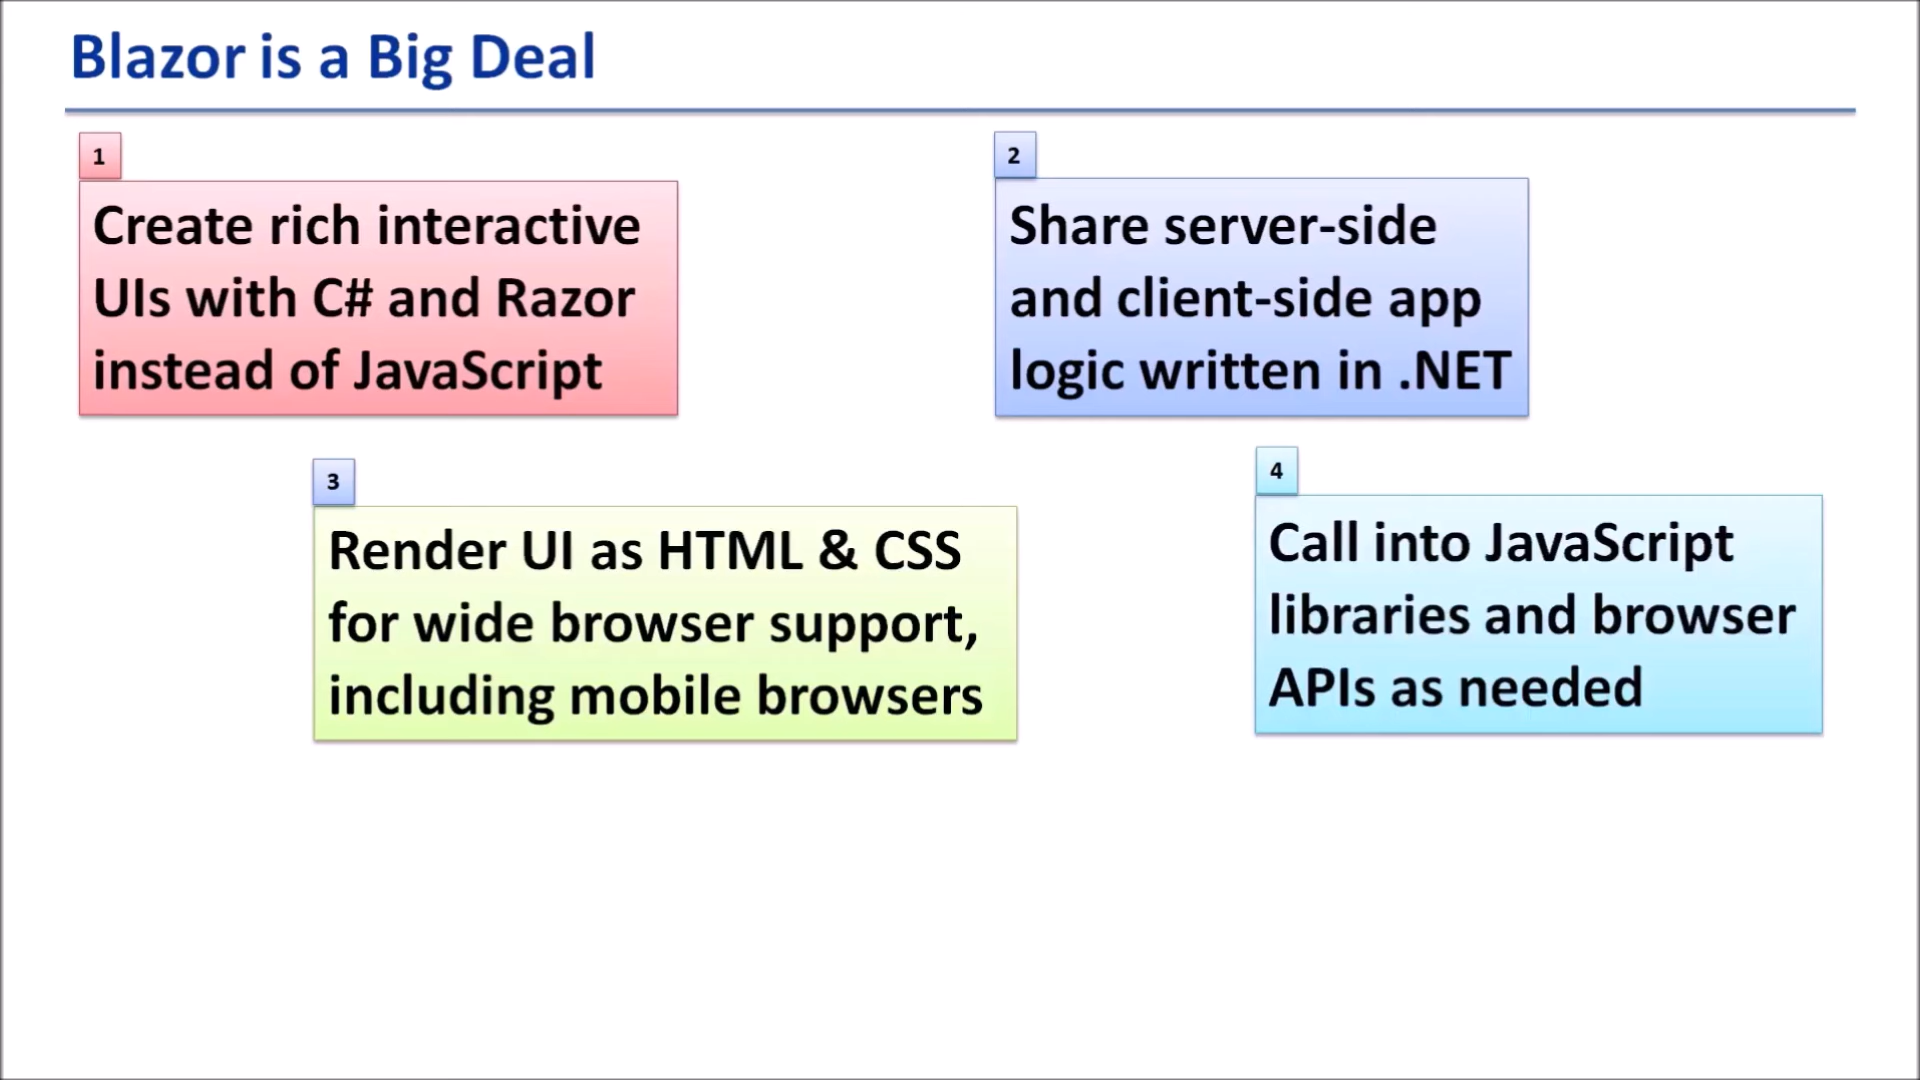 Blazor is a Big Deal
1
Create rich interactive
UIs with C# and Razor
instead of JavaScript
2
Share server-side
and client-side app
logic written in .NET
3
Render UI as HTML & CSS
for wide browser support,
including mobile browsers
4
Call into JavaScript
libraries and browser
APIs as needed